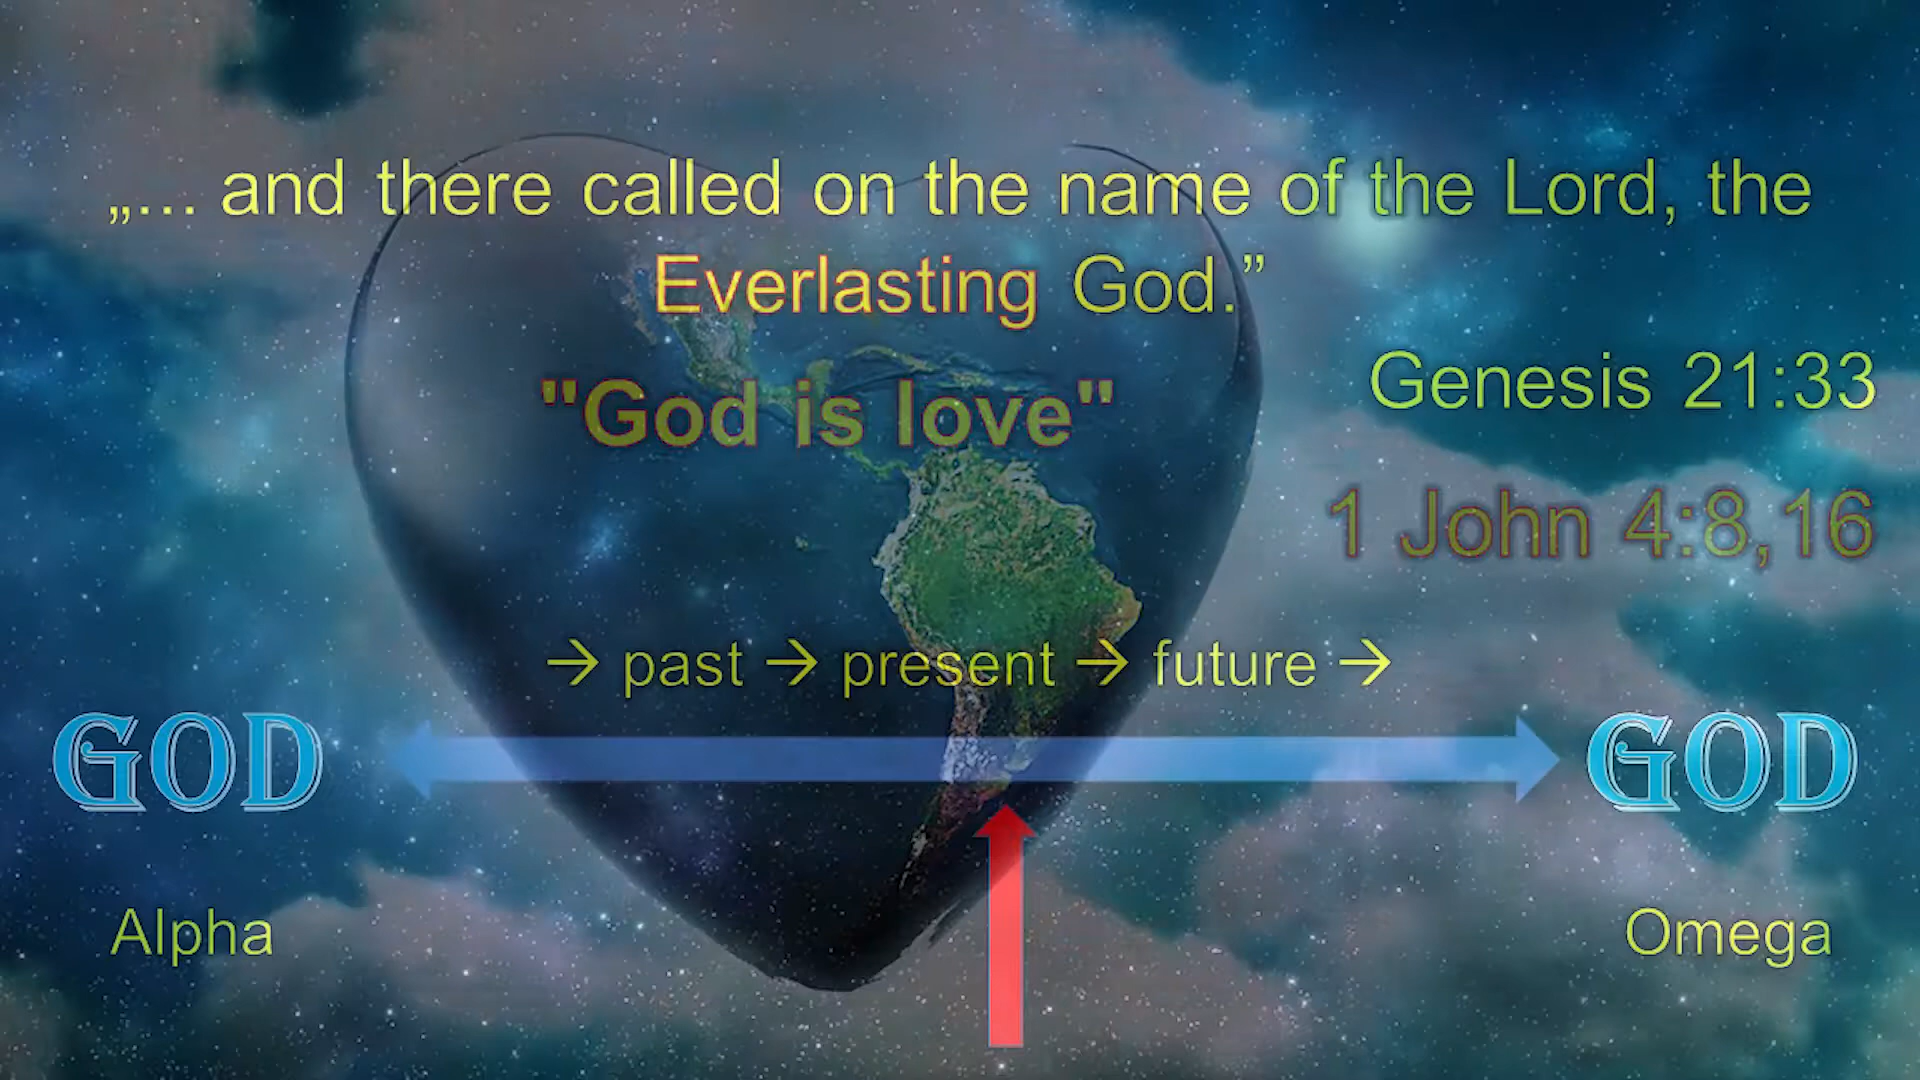 „... and there called on the name of the Lord, the
Everlasting God.”
Genesis 21:33
"God is love"
1 John 4:8,16
→ past → present → future →
GOD GOD
Alpha Omega